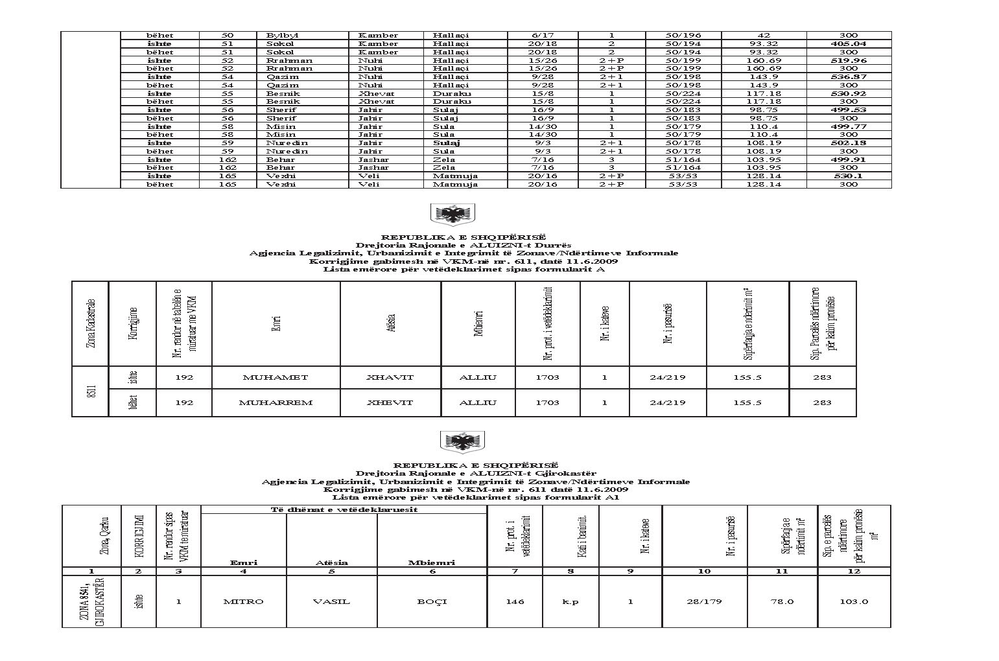 bëhet 50 Bylbyl Kamber Hallaçi 6/17 1 50/196 42 300
ishte 51 Sokol Kamber Hallaçi 20/18 2 50/194 93.32 405.04
bëhet 51 Sokol Kamber Hallaçi 20/18 2 50/194 93.32 300
ishte 52 Rrahman Nuhi Hallaçi 15/26 2+P 50/199 160.69 519.96
bëhet 52 Rrahman Nuhi Hallaçi 15/26 2+P 50/199 160.69 300
ishte 54 Qazim Nuhi Hallaçi 9/28 2+1 50/198 143.9 536.87
bëhet 54 Qazim Nuhi Hallaçi 9/28 2+1 50/198 143.9 300
ishte 55 Besnik Xhevat Duraku 15/8 1 50/224 117.18 530.92
bëhet 55 Besnik Xhevat Duraku 15/8 1 50/224 117.18 300
ishte 56 Sherif Jahir Sulaj 16/9 1 50/183 98.75 499.53
bëhet 56 Sherif Jahir Sulaj 16/9 1 50/183 98.75 300
ishte 58 Misin Jahir Sula 14/30 1 50/179 110.4 499.77
bëhet 58 Misin Jahir Sula 14/30 1 50/179 110.4 300
ishte 59 Nuredin Jahir Sulaj 9/3 2+1 50/178 108.19 502.18
bëhet 59 Nuredin Jahir Sula 9/3 2+1 50/178 108.19 300
ishte 162 Behar Jashar Zela 7/16 3 51/164 103.95 499.91
bëhet 162 Behar Jashar Zela 7/16 3 51/164 103.95 300
ishte 165 Vexhi Veli Matmuja 20/16 2+P 53/53 128.14 530.1
bëhet 165 Vexhi Veli Matmuja 20/16 2+P 53/53 128.14 300
REPUBLIKA E SHQIPËRISË
Drejtoria Rajonale e ALUIZNI-t Durrës
Agjencia Legalizimit, Urbanizimit e Integrimit të Zonave/Ndërtimeve Informale
Korrigjime gabimesh në VKM-në nr. 611, datë 11.6.2009
Lista emërore për vetëdeklarimet sipas formularit A
Zona Kadastrale
Korrigjime
Nr. rendor në tabelën e
miratuar me VKM
Emri
Atësia
Mbiemri
Nr. prot. i vetëdeklarimit
Nr. i kateve
Nr. i pasurisë
Sipërfaqja e nderimit m²
Sip. Parcelës ndërtimore
për kalim pronësie
8511
ishte 192 MUHAMET XHAVIT ALLIU 1703 1 24/219 155.5 283
bëhet 192 MUHARREM XHEVIT ALLIU 1703 1 24/219 155.5 283
REPUBLIKA E SHQIPËRISË
Drejtoria Rajonale e ALUIZNI-t Gjirokastër
Agjencia Legalizimit, Urbanizimit e Integrimit të Zonave/Ndërtimeve Informale
Korrigjime gabimesh në VKM-në nr. 611 datë 11.6.2009
Lista emërore për vetëdeklarimet sipas formularit A1
Zona, Qarku
KORRIGJIMI
Nr. rendor sipas
VKM te miratuar
Të dhënat e vetëdeklaruesit
Emri Atësia Mbiemri
Nr. prot. i
vetëdeklarimit
Kati i banimit.
Nr. i kateve
Nr. i pasurisë
Sipërfaqja e
ndërtimit m²
Sip. e parcelës
ndërtimore
për kalim pronësie
m²
1 2 3 4 5 6 7 8 9 10 11 12
ZONA 8541,
GJIROKASTËR
ishte 1 MITRO VASIL BOÇI 146 k.p 1 28/179 78.0 103.0